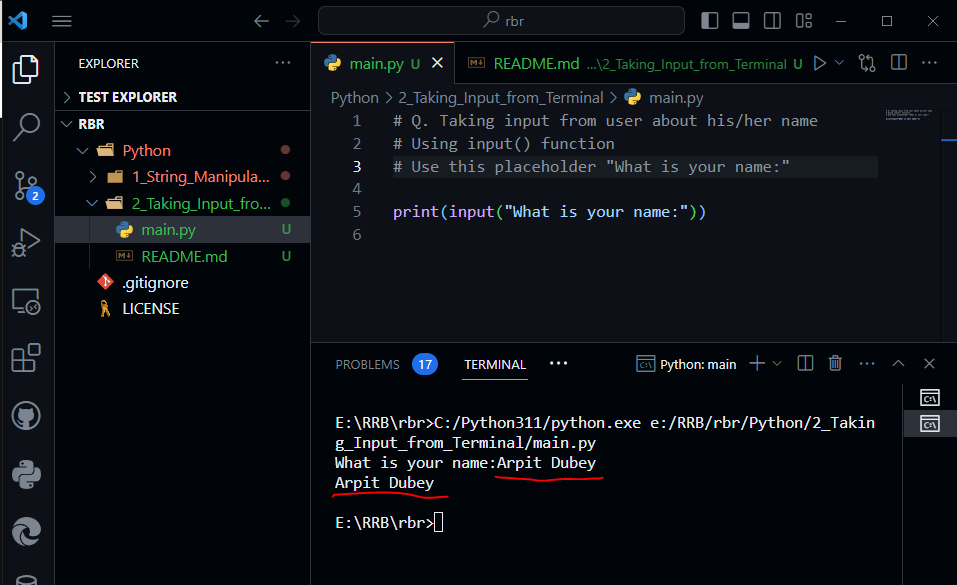 rbr
EXPLORER
TEST EXPLORER
RBR
Python
1_String_Manipula...
2_Taking_Input_fro...
main.py U
README.md U
.gitignore
LICENSE
2
main.py U
README.md ...\2_Taking_Input_from_Terminal U
Python > 2_Taking_Input_from_Terminal > main.py
1 # Q. Taking input from user about his/her name
2 # Using input() function
3 # Use this placeholder "What is your name:"
4
5 print(input("What is your name:"))
6
PROBLEMS 17 TERMINAL ... Python: main
E:\RRB\rbr>C:/Python311/python.exe e:/RRB/rbr/Python/2_Takin
g_Input_from_Terminal/main.py
What is your name:Arpit Dubey
Arpit Dubey
E:\RRB\rbr>